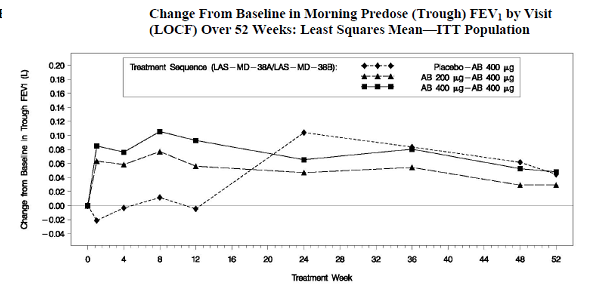 Change From Baseline in Morning Predose (Trough) FEV₁ by Visit
(LOCF) Over 52 Weeks: Least Squares Mean—ITT Population
Change from Baseline in Trough FEV1 (L)
Treatment Sequence (LAS-MD-38A/LAS-MD-38B):
Placebo-AB 400 μg
AB 200 μg-AB 400 μg
AB 400 μg-AB 400 μg
0.20
0.18
0.16
0.14
0.12
0.10
0.08
0.06
0.04
0.02
0.00
-0.02
-0.04
0 4 8 12 16 20 24 28 32 36 40 44 48 52
Treatment Week